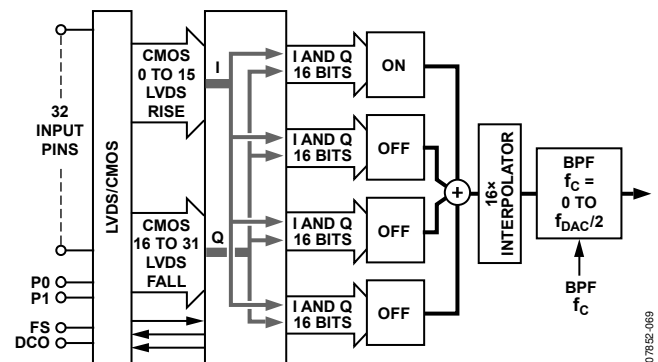 32
INPUT
PINS
P0
P1
FS
DCO
LVDS/CMOS
CMOS
0 TO 15
LVDS
RISE
CMOS
16 TO 31
LVDS
FALL
I
Q
I AND Q
16 BITS
ON
I AND Q
16 BITS
OFF
I AND Q
16 BITS
OFF
I AND Q
16 BITS
OFF
+
16×
INTERPOLATOR
BPF
fC =
0 TO
fDAC/2
BPF
fC
07852-069